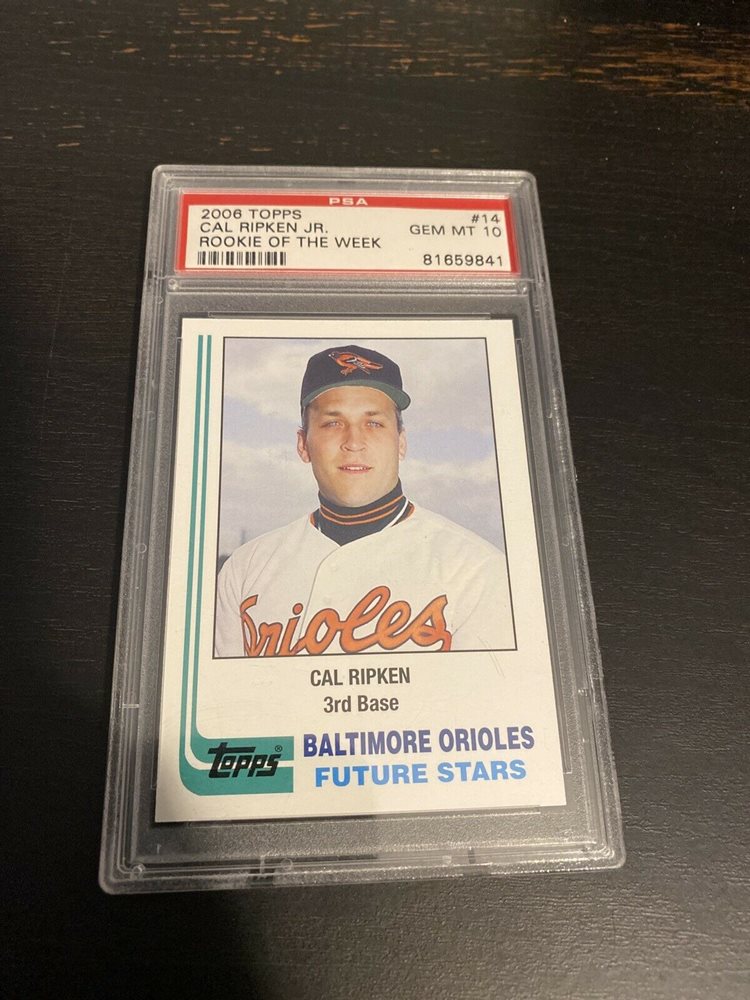 PSA
2006 TOPPS #14
CAL RIPKEN JR. GEM MT 10
ROOKIE OF THE WEEK
81659841
Orioles
CAL RIPKEN
3rd Base
topps®
BALTIMORE ORIOLES
FUTURE STARS